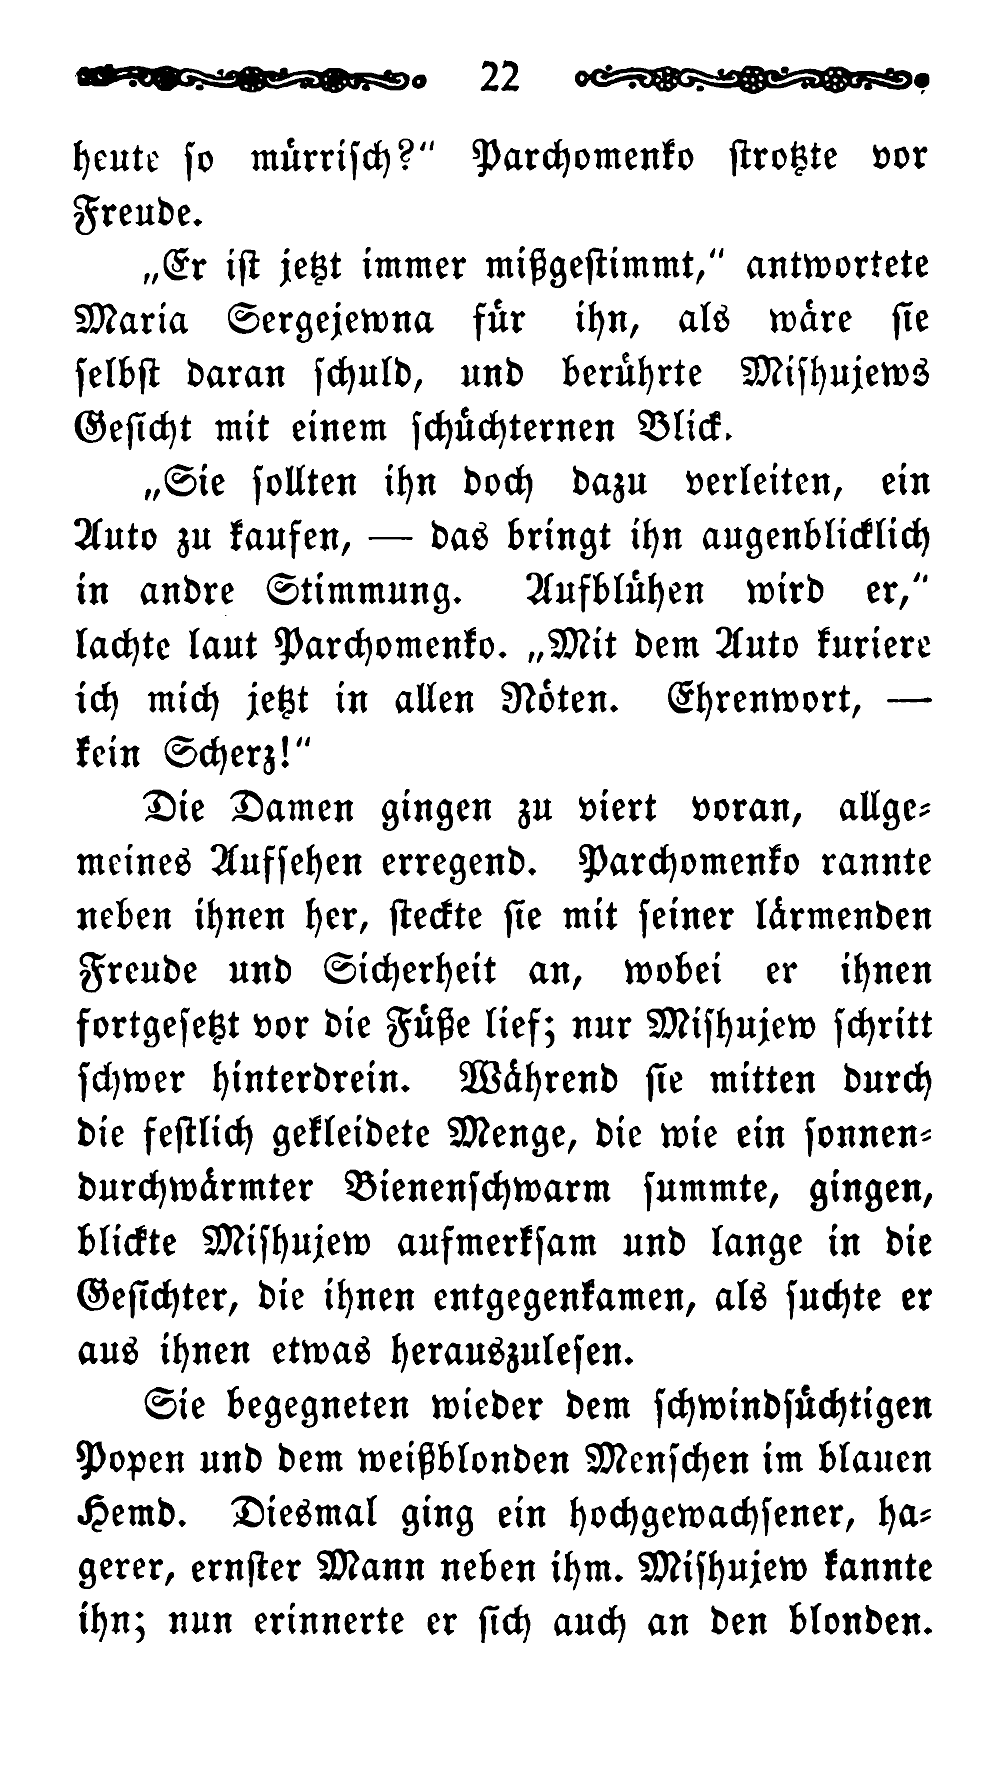 22
heute so mürrisch?“ Parchomenko strotzte vor
Freude.
„Er ist jetzt immer mißgestimmt,“ antwortete
Maria Sergejewna für ihn, als wäre sie
selbst daran schuld, und berührte Mishujews
Gesicht mit einem schüchternen Blick.
„Sie sollten ihn doch dazu verleiten, ein
Auto zu kaufen, — das bringt ihn augenblicklich
in andre Stimmung. Aufblühen wird er,“
lachte laut Parchomenko. „Mit dem Auto kuriere
ich mich jetzt in allen Nöten. Ehrenwort, —
kein Scherz!“
Die Damen gingen zu viert voran, allge-
meines Aufsehen erregend. Parchomenko rannte
neben ihnen her, steckte sie mit seiner lärmenden
Freude und Sicherheit an, wobei er ihnen
fortgesetzt vor die Füße lief; nur Mishujew schritt
schwer hinterdrein. Während sie mitten durch
die festlich gekleidete Menge, die wie ein sonnen-
durchwärmter Bienenschwarm summte, gingen,
blickte Mishujew aufmerksam und lange in die
Gesichter, die ihnen entgegenkamen, als suchte er
aus ihnen etwas herauszulesen.
Sie begegneten wieder dem schwindsüchtigen
Popen und dem weißblonden Menschen im blauen
Hemd. Diesmal ging ein hochgewachsener, ha-
gerer, ernster Mann neben ihm. Mishujew kannte
ihn; nun erinnerte er sich auch an den blonden.